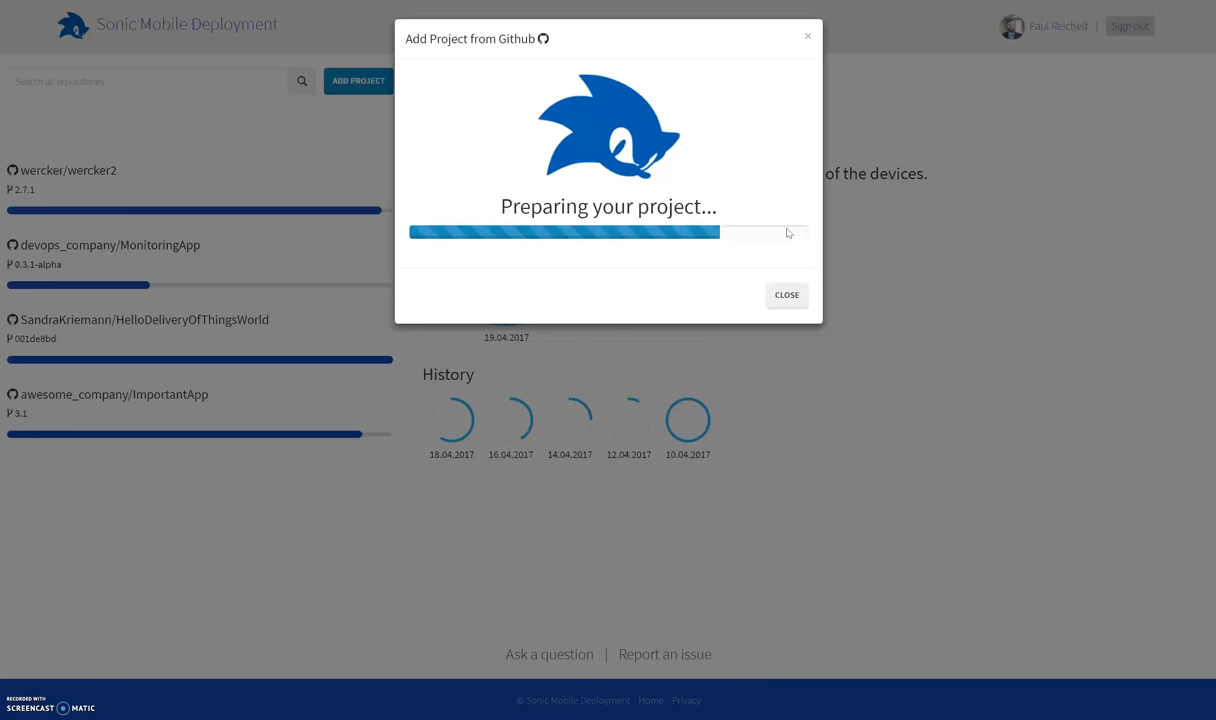 Sonic Mobile Deployment
Paul Reichelt | Sign out
Add Project from Github
×
Search all repositories
ADD PROJECT
wercker/wercker2
2.7.1
of the devices.
Preparing your project...
devops_company/MonitoringApp
0.3.1-alpha
CLOSE
SandraKriemann/HelloDeliveryOfThingsWorld
001de8bd
19.04.2017
History
awesome_company/ImportantApp
3.1
18.04.2017 16.04.2017 14.04.2017 12.04.2017 10.04.2017
Ask a question | Report an issue
© Sonic Mobile Deployment Home Privacy
RECORDED WITH
SCREENCAST MATIC